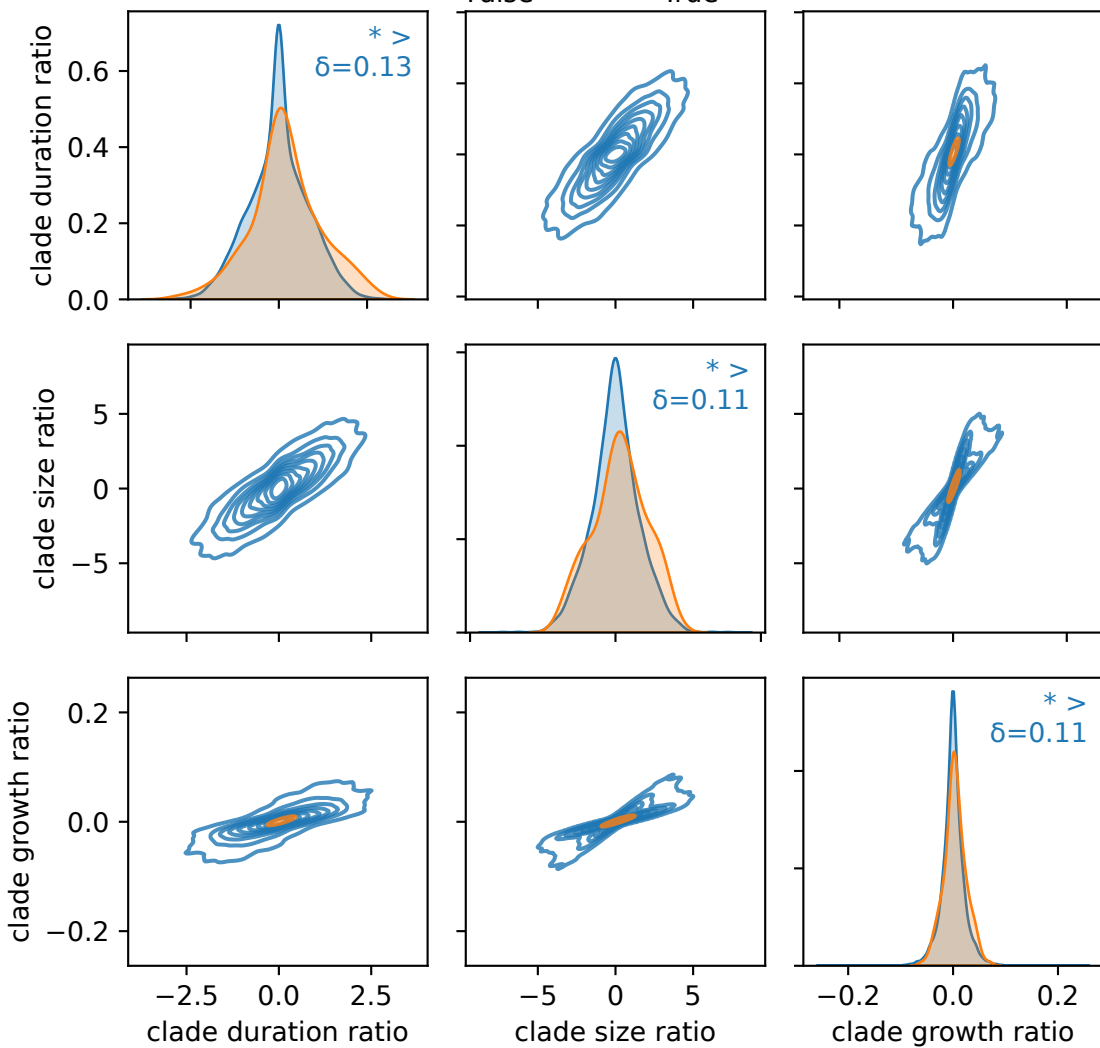 clade duration ratio
0.6
0.4
0.2
0.0
* >
δ=0.13
clade size ratio
5
0
−5
* >
δ=0.11
clade growth ratio
0.2
0.0
−0.2
* >
δ=0.11
−2.5 0.0 2.5
−5 0 5
−0.2 0.0 0.2
clade duration ratio
clade size ratio
clade growth ratio